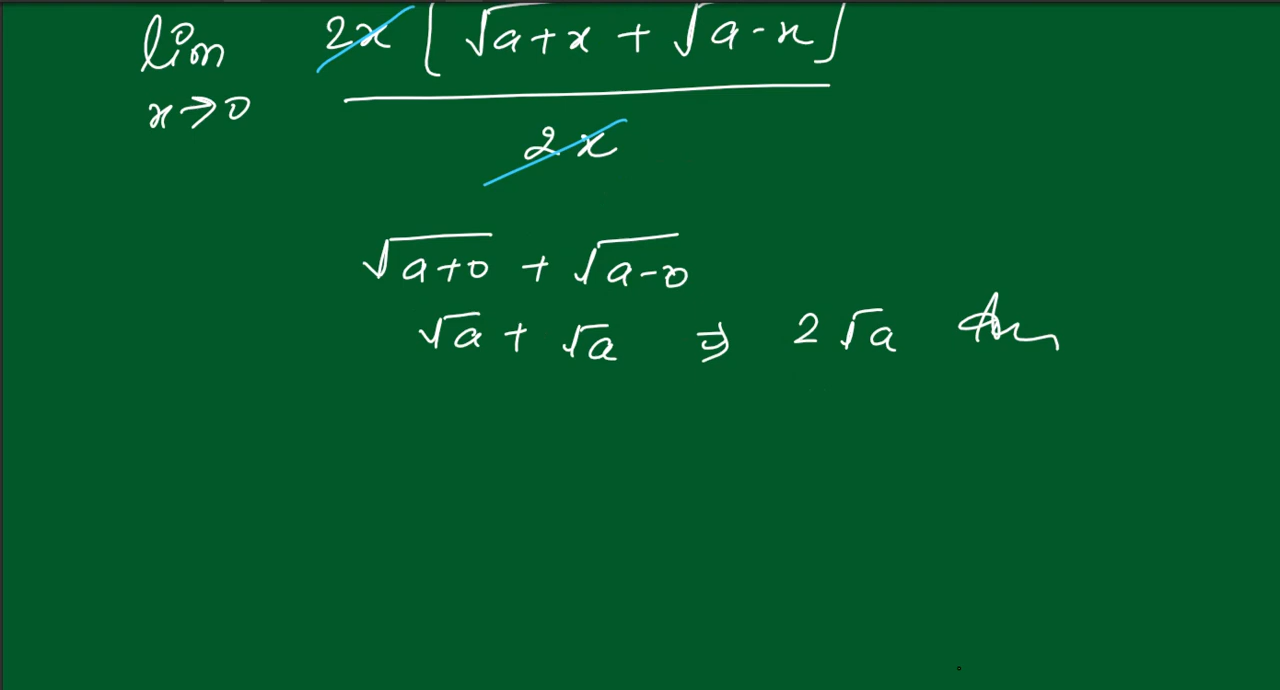 lim 2x [√a+x + √a-x]
x→0 2x
√a+0 + √a-0
√a + √a ⇒ 2√a Ans